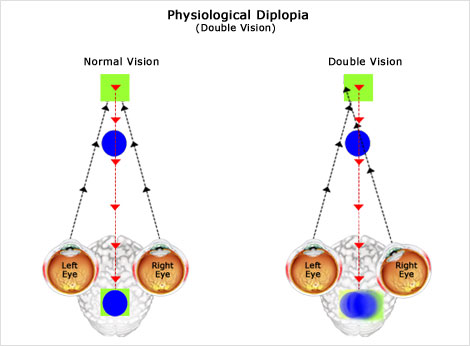 Physiological Diplopia
(Double Vision)
Normal Vision
Double Vision
Left
Eye
Right
Eye
Left
Eye
Right
Eye